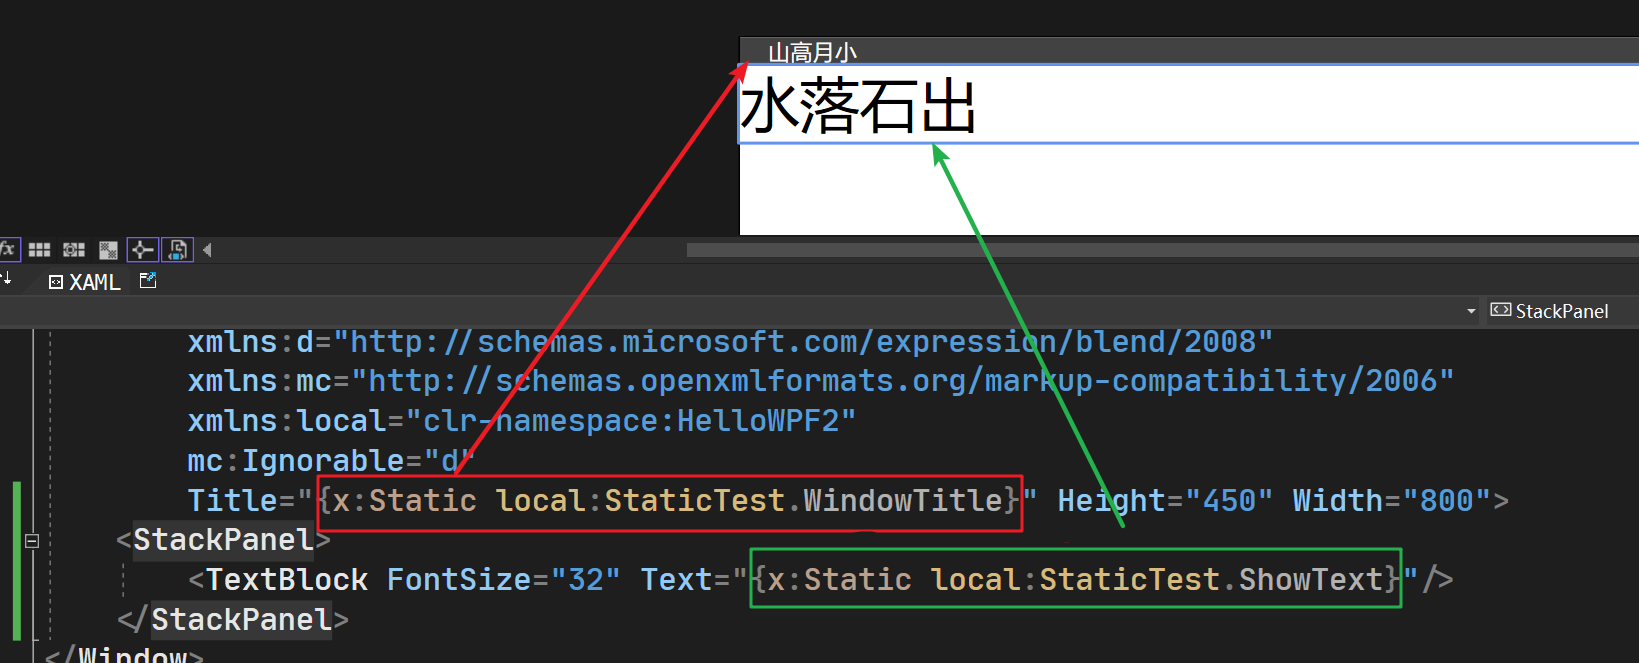 山高月小
水落石出
fx
XAML
StackPanel
xmlns:d="http://schemas.microsoft.com/expression/blend/2008"
xmlns:mc="http://schemas.openxmlformats.org/markup-compatibility/2006"
xmlns:local="clr-namespace:HelloWPF2"
mc:Ignorable="d"
Title="{x:Static local:StaticTest.WindowTitle}" Height="450" Width="800">
<StackPanel>
<TextBlock FontSize="32" Text="{x:Static local:StaticTest.ShowText}"/>
</StackPanel>
</Window>